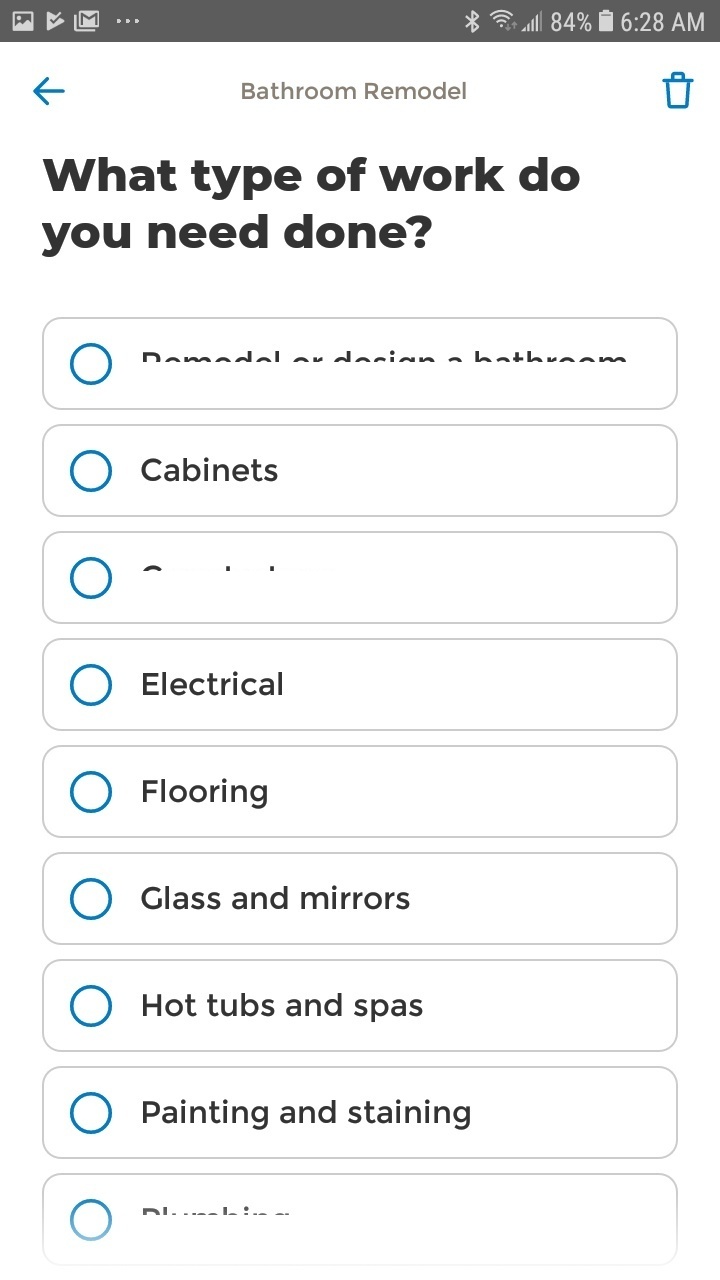 84% 6:28 AM
Bathroom Remodel
What type of work do
you need done?
Remodel or design a bathroom
Cabinets
Electrical
Flooring
Glass and mirrors
Hot tubs and spas
Painting and staining
Plumbing